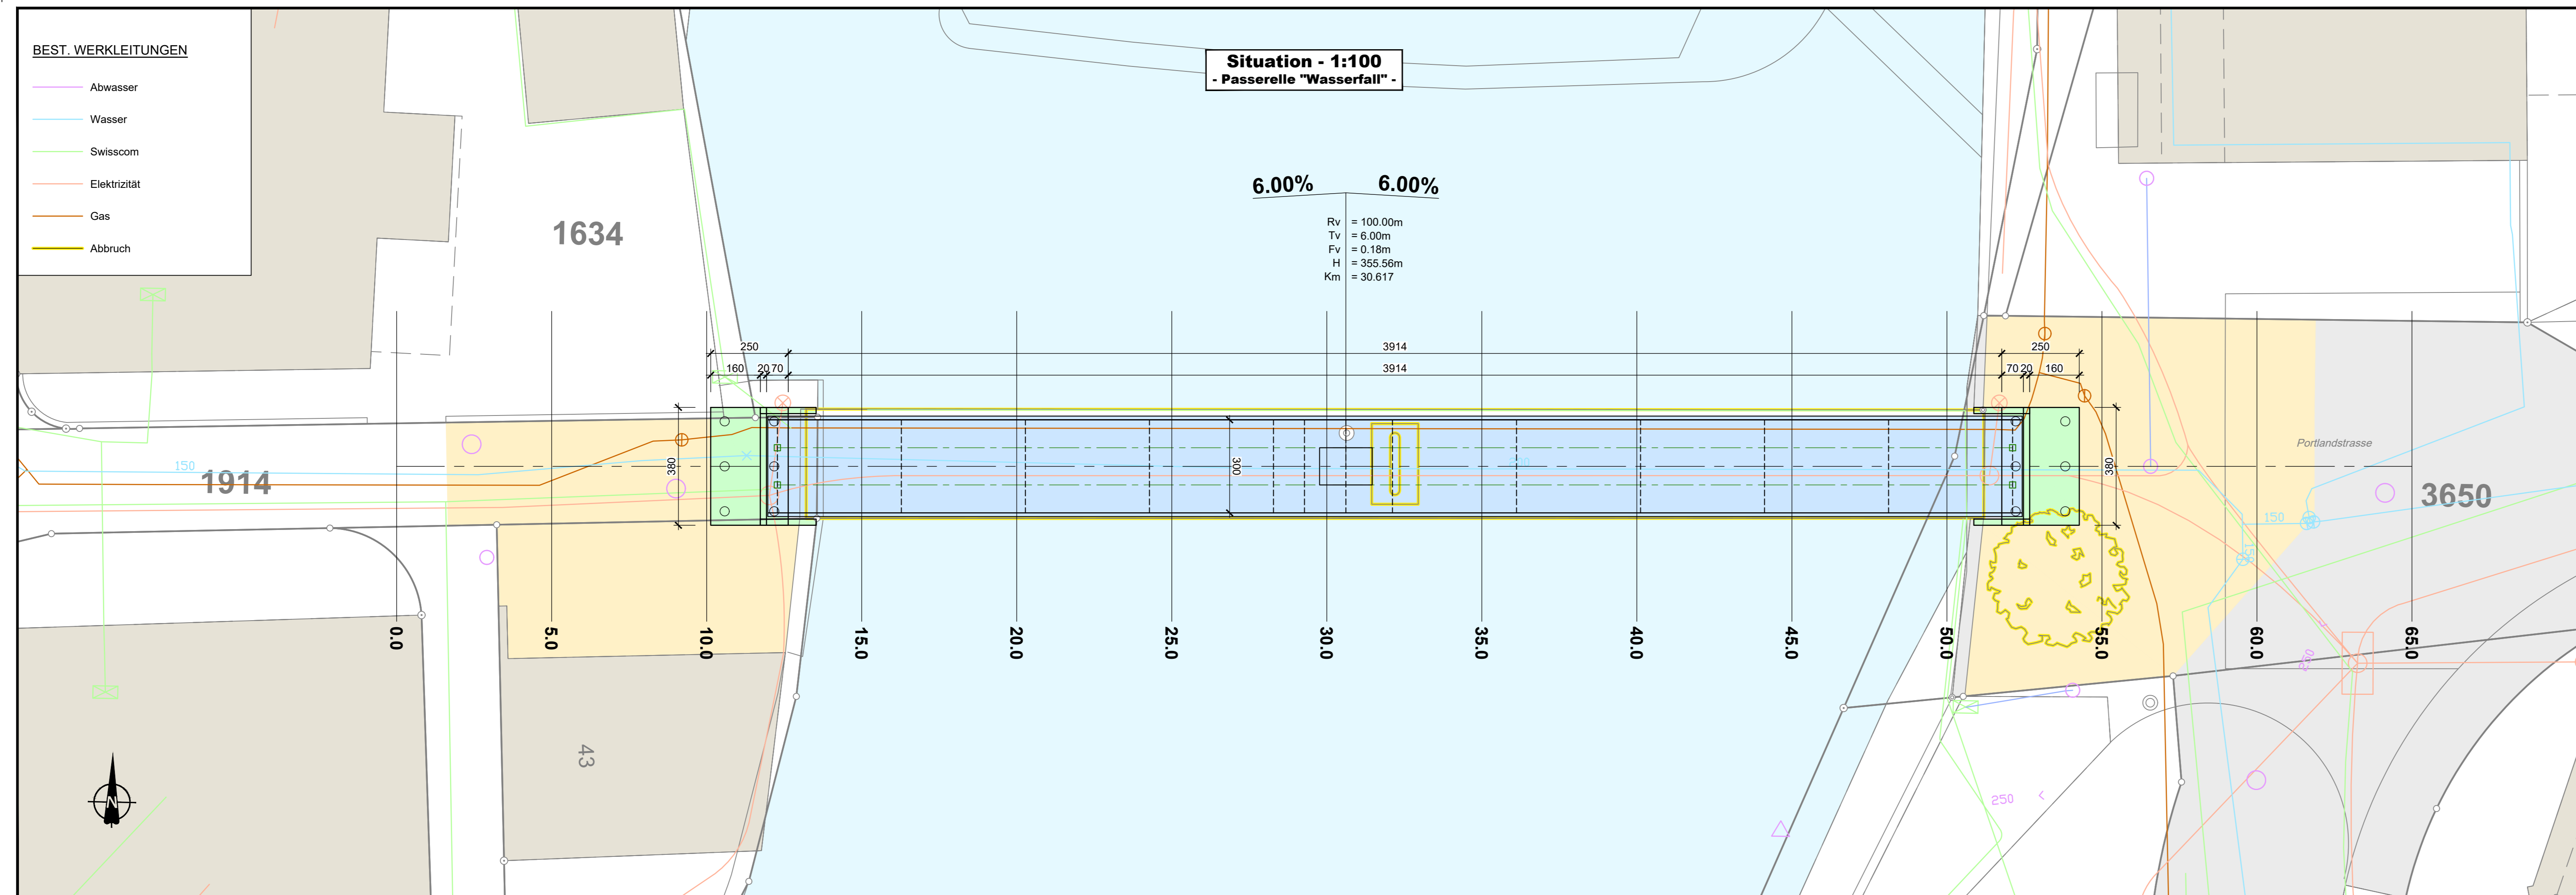 BEST. WERKLEITUNGEN
Abwasser
Wasser
Swisscom
Elektrizität
Gas
Abbruch
Situation - 1:100
- Passerelle "Wasserfall" -
6.00% 6.00%
Rv = 100.00m
Tv = 6.00m
Fv = 0.18m
H = 355.56m
Km = 30.617
1634
250 3914 250
160 20 70 3914 70 20 160
380 300 380
Portlandstrasse
150
1914
3650
150
150
0.0 5.0 10.0 15.0 20.0 25.0 30.0 35.0 40.0 45.0 50.0 55.0 60.0 65.0
250
43
250
N